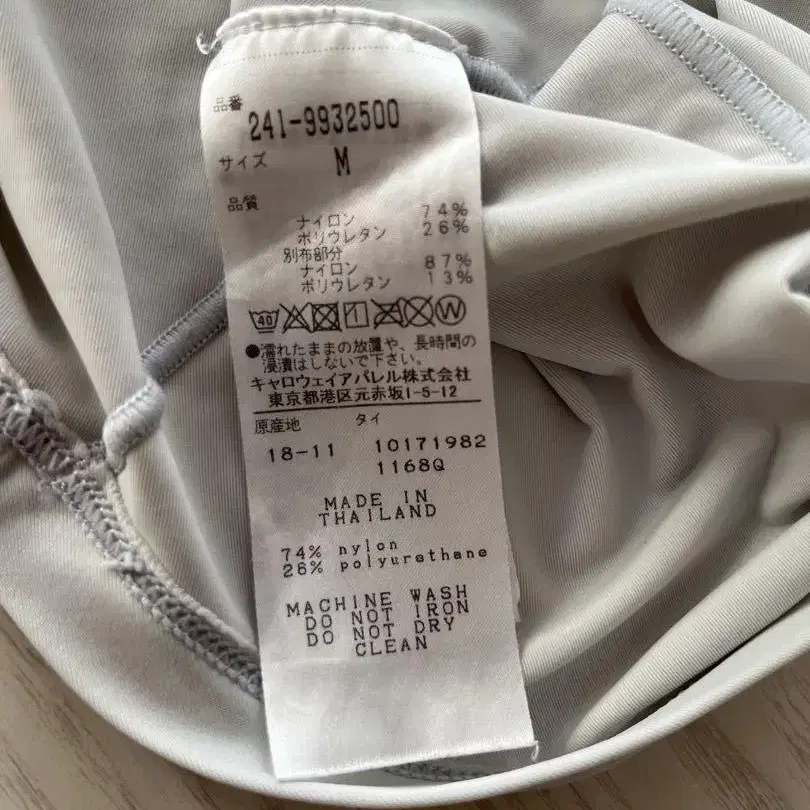 品番
241-9932500
サイズ
M
品質
ナイロン 74%
ポリウレタン 26%
別布部分
ナイロン 87%
ポリウレタン 13%
40 W
●濡れたままの放置や、長時間の
浸漬はしないで下さい。
キャロウェイアパレル株式会社
東京都港区元赤坂1-5-12
原産地 タイ
18-11 10171982
1168Q
MADE IN
THAILAND
74% nylon
26% polyurethane
MACHINE WASH
DO NOT IRON
DO NOT DRY
CLEAN